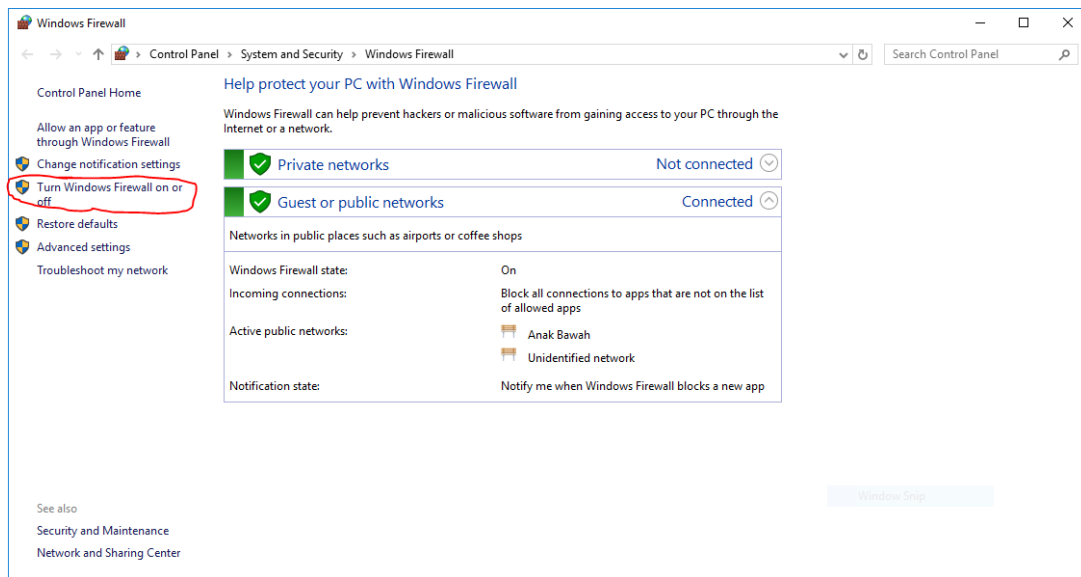 Windows Firewall
Control Panel > System and Security > Windows Firewall
Search Control Panel
Control Panel Home
Allow an app or feature
through Windows Firewall
Change notification settings
Turn Windows Firewall on or
off
Restore defaults
Advanced settings
Troubleshoot my network
See also
Security and Maintenance
Network and Sharing Center
Help protect your PC with Windows Firewall
Windows Firewall can help prevent hackers or malicious software from gaining access to your PC through the
Internet or a network.
Private networks Not connected
Guest or public networks Connected
Networks in public places such as airports or coffee shops
Windows Firewall state: On
Incoming connections: Block all connections to apps that are not on the list
of allowed apps
Active public networks: Anak Bawah
Unidentified network
Notification state: Notify me when Windows Firewall blocks a new app
Window Snip